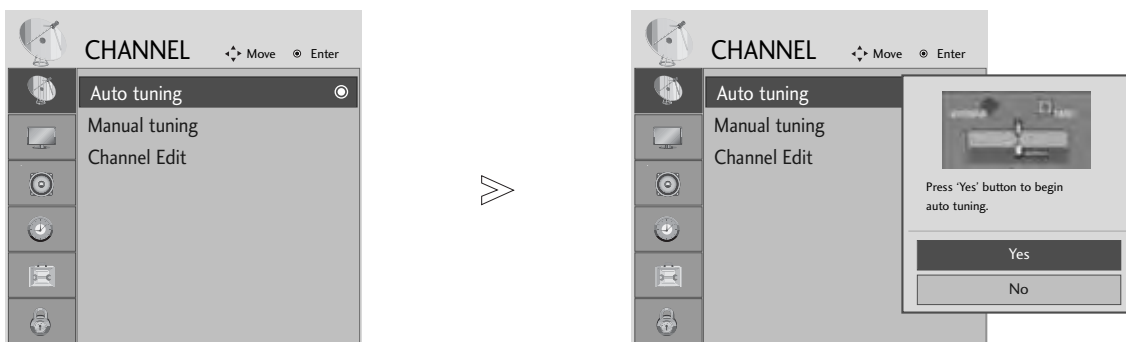 CHANNEL Move Enter
Auto tuning
Manual tuning
Channel Edit
CHANNEL Move Enter
Auto tuning
Manual tuning
Channel Edit
Press ‘Yes’ button to begin
auto tuning.
Yes
No